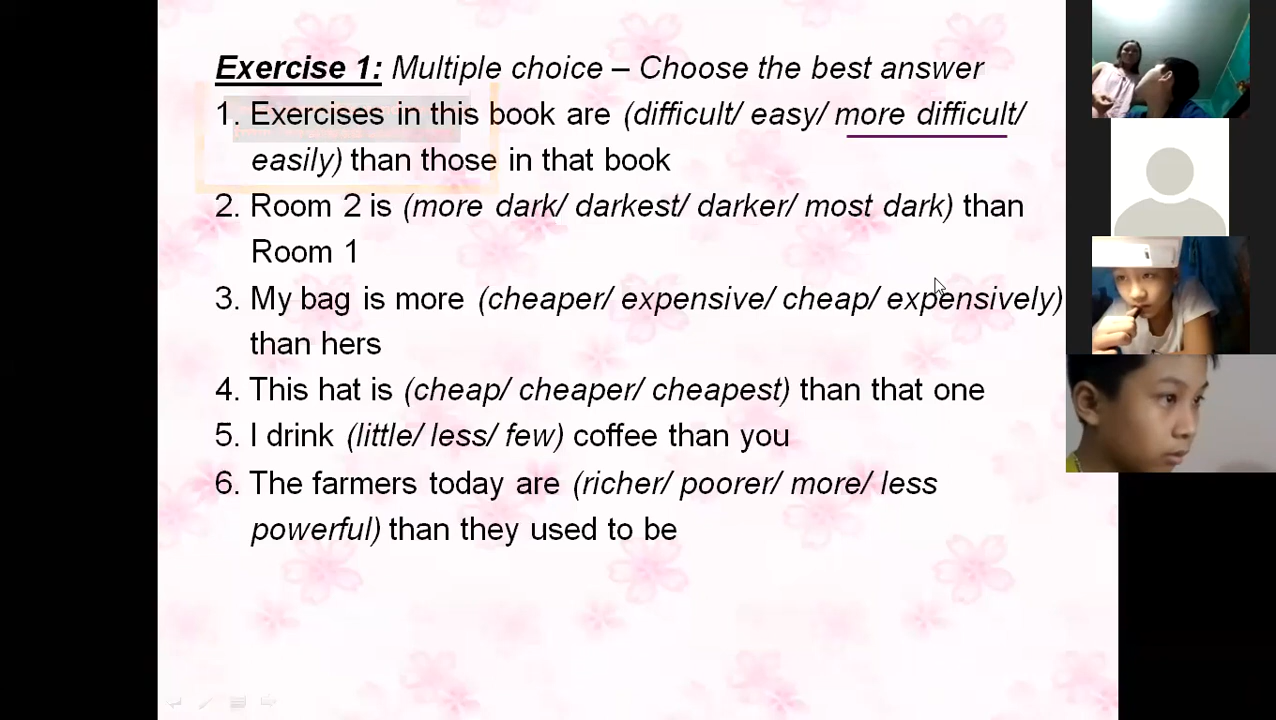 Exercise 1: Multiple choice – Choose the best answer
1. Exercises in this book are (difficult/ easy/ more difficult/
easily) than those in that book
2. Room 2 is (more dark/ darkest/ darker/ most dark) than
Room 1
3. My bag is more (cheaper/ expensive/ cheap/ expensively)
than hers
4. This hat is (cheap/ cheaper/ cheapest) than that one
5. I drink (little/ less/ few) coffee than you
6. The farmers today are (richer/ poorer/ more/ less
powerful) than they used to be